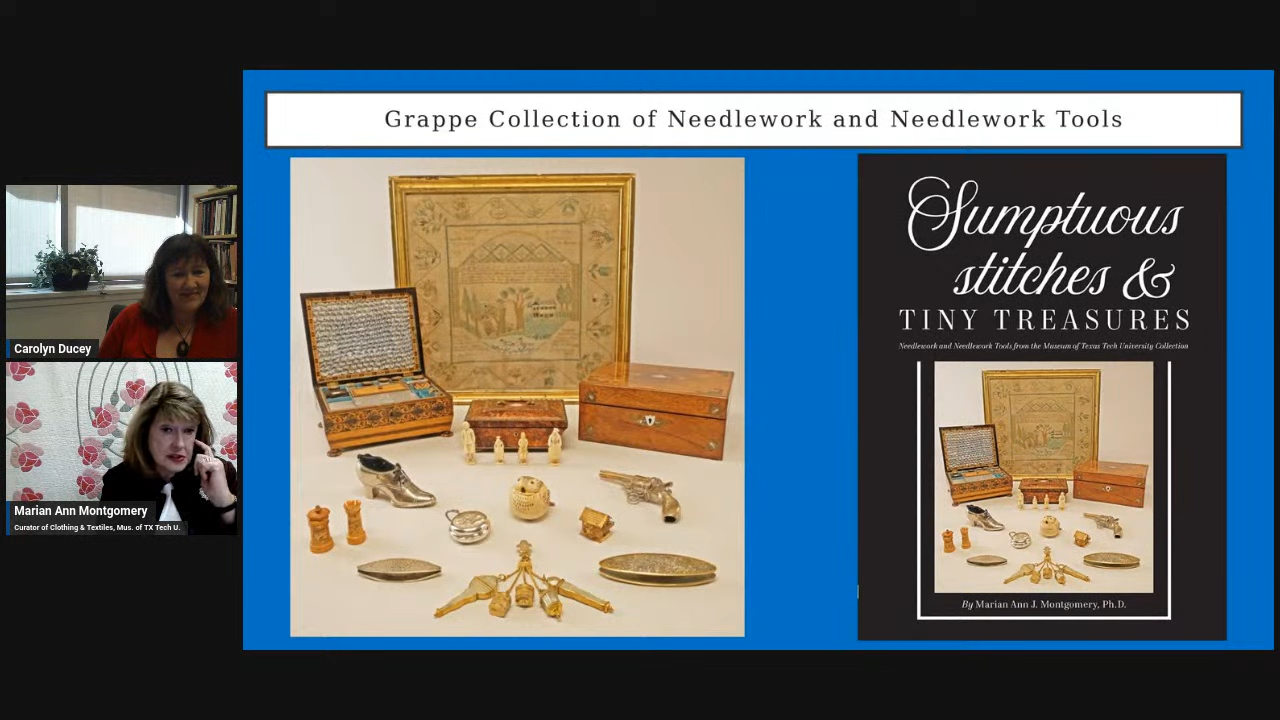 Grappe Collection of Needlework and Needlework Tools
Sumptuous
stitches &
TINY TREASURES
Needlework and Needlework Tools from the Museum of Texas Tech University Collection
By Marian Ann J. Montgomery, Ph.D.
Carolyn Ducey
Marian Ann Montgomery
Curator of Clothing & Textiles, Mus. of TX Tech U.